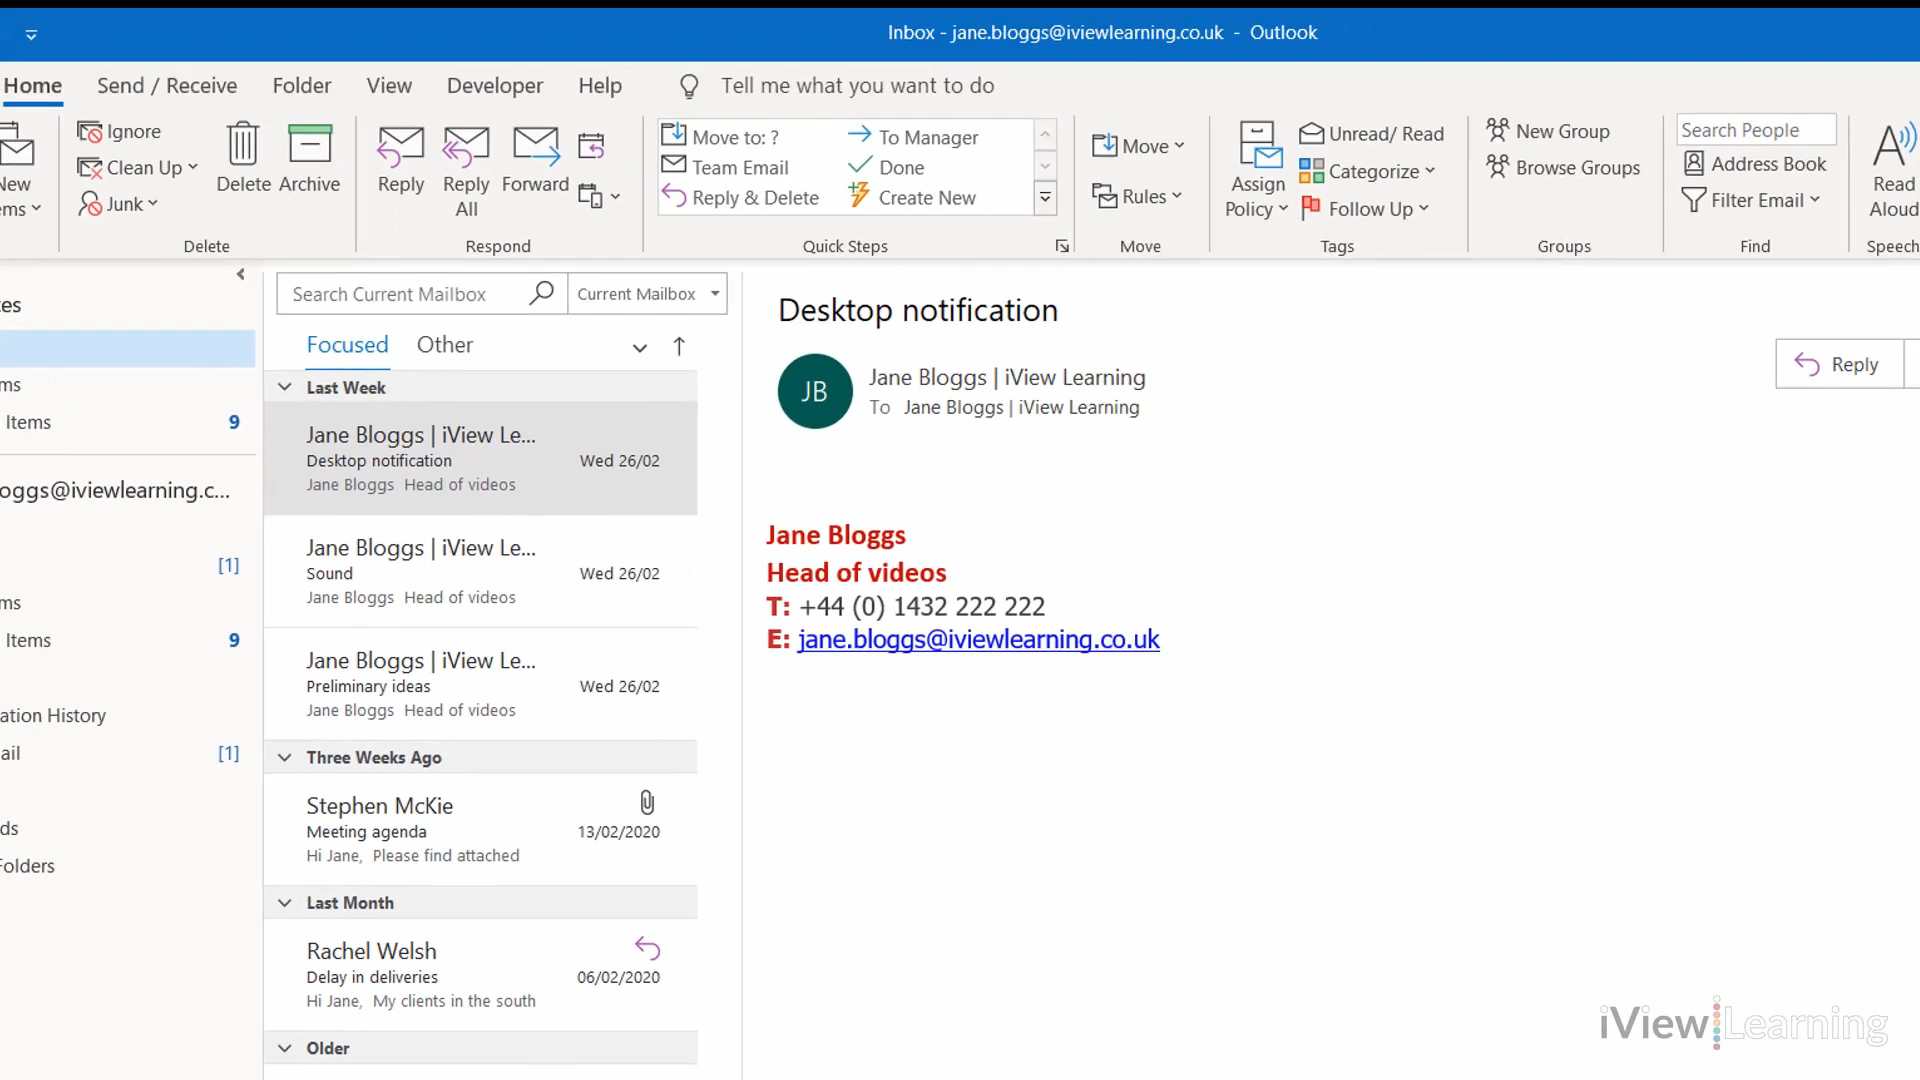 Inbox - jane.bloggs@iviewlearning.co.uk - Outlook
Home Send / Receive Folder View Developer Help Tell me what you want to do
New
ms
Ignore
Clean Up
Junk
Delete
Archive
Delete
Reply
Reply
All
Forward
Respond
Move to: ?
Team Email
Reply & Delete
To Manager
Done
Create New
Quick Steps
Move
Rules
Move
Assign
Policy
Unread/ Read
Categorize
Follow Up
Tags
New Group
Browse Groups
Groups
Search People
Address Book
Filter Email
Find
Read
Aloud
Speech
es
ms
Items 9
oggs@iviewlearning.c...
[1]
ms
Items 9
ation History
ail [1]
ds
Folders
Search Current Mailbox
Current Mailbox
Focused Other
Last Week
Jane Bloggs | iView Le...
Desktop notification Wed 26/02
Jane Bloggs Head of videos
Jane Bloggs | iView Le...
Sound Wed 26/02
Jane Bloggs Head of videos
Jane Bloggs | iView Le...
Preliminary ideas Wed 26/02
Jane Bloggs Head of videos
Three Weeks Ago
Stephen McKie
Meeting agenda 13/02/2020
Hi Jane, Please find attached
Last Month
Rachel Welsh
Delay in deliveries 06/02/2020
Hi Jane, My clients in the south
Older
Desktop notification
JB
Jane Bloggs | iView Learning
To Jane Bloggs | iView Learning
Reply
Jane Bloggs
Head of videos
T: +44 (0) 1432 222 222
E: jane.bloggs@iviewlearning.co.uk
iView Learning